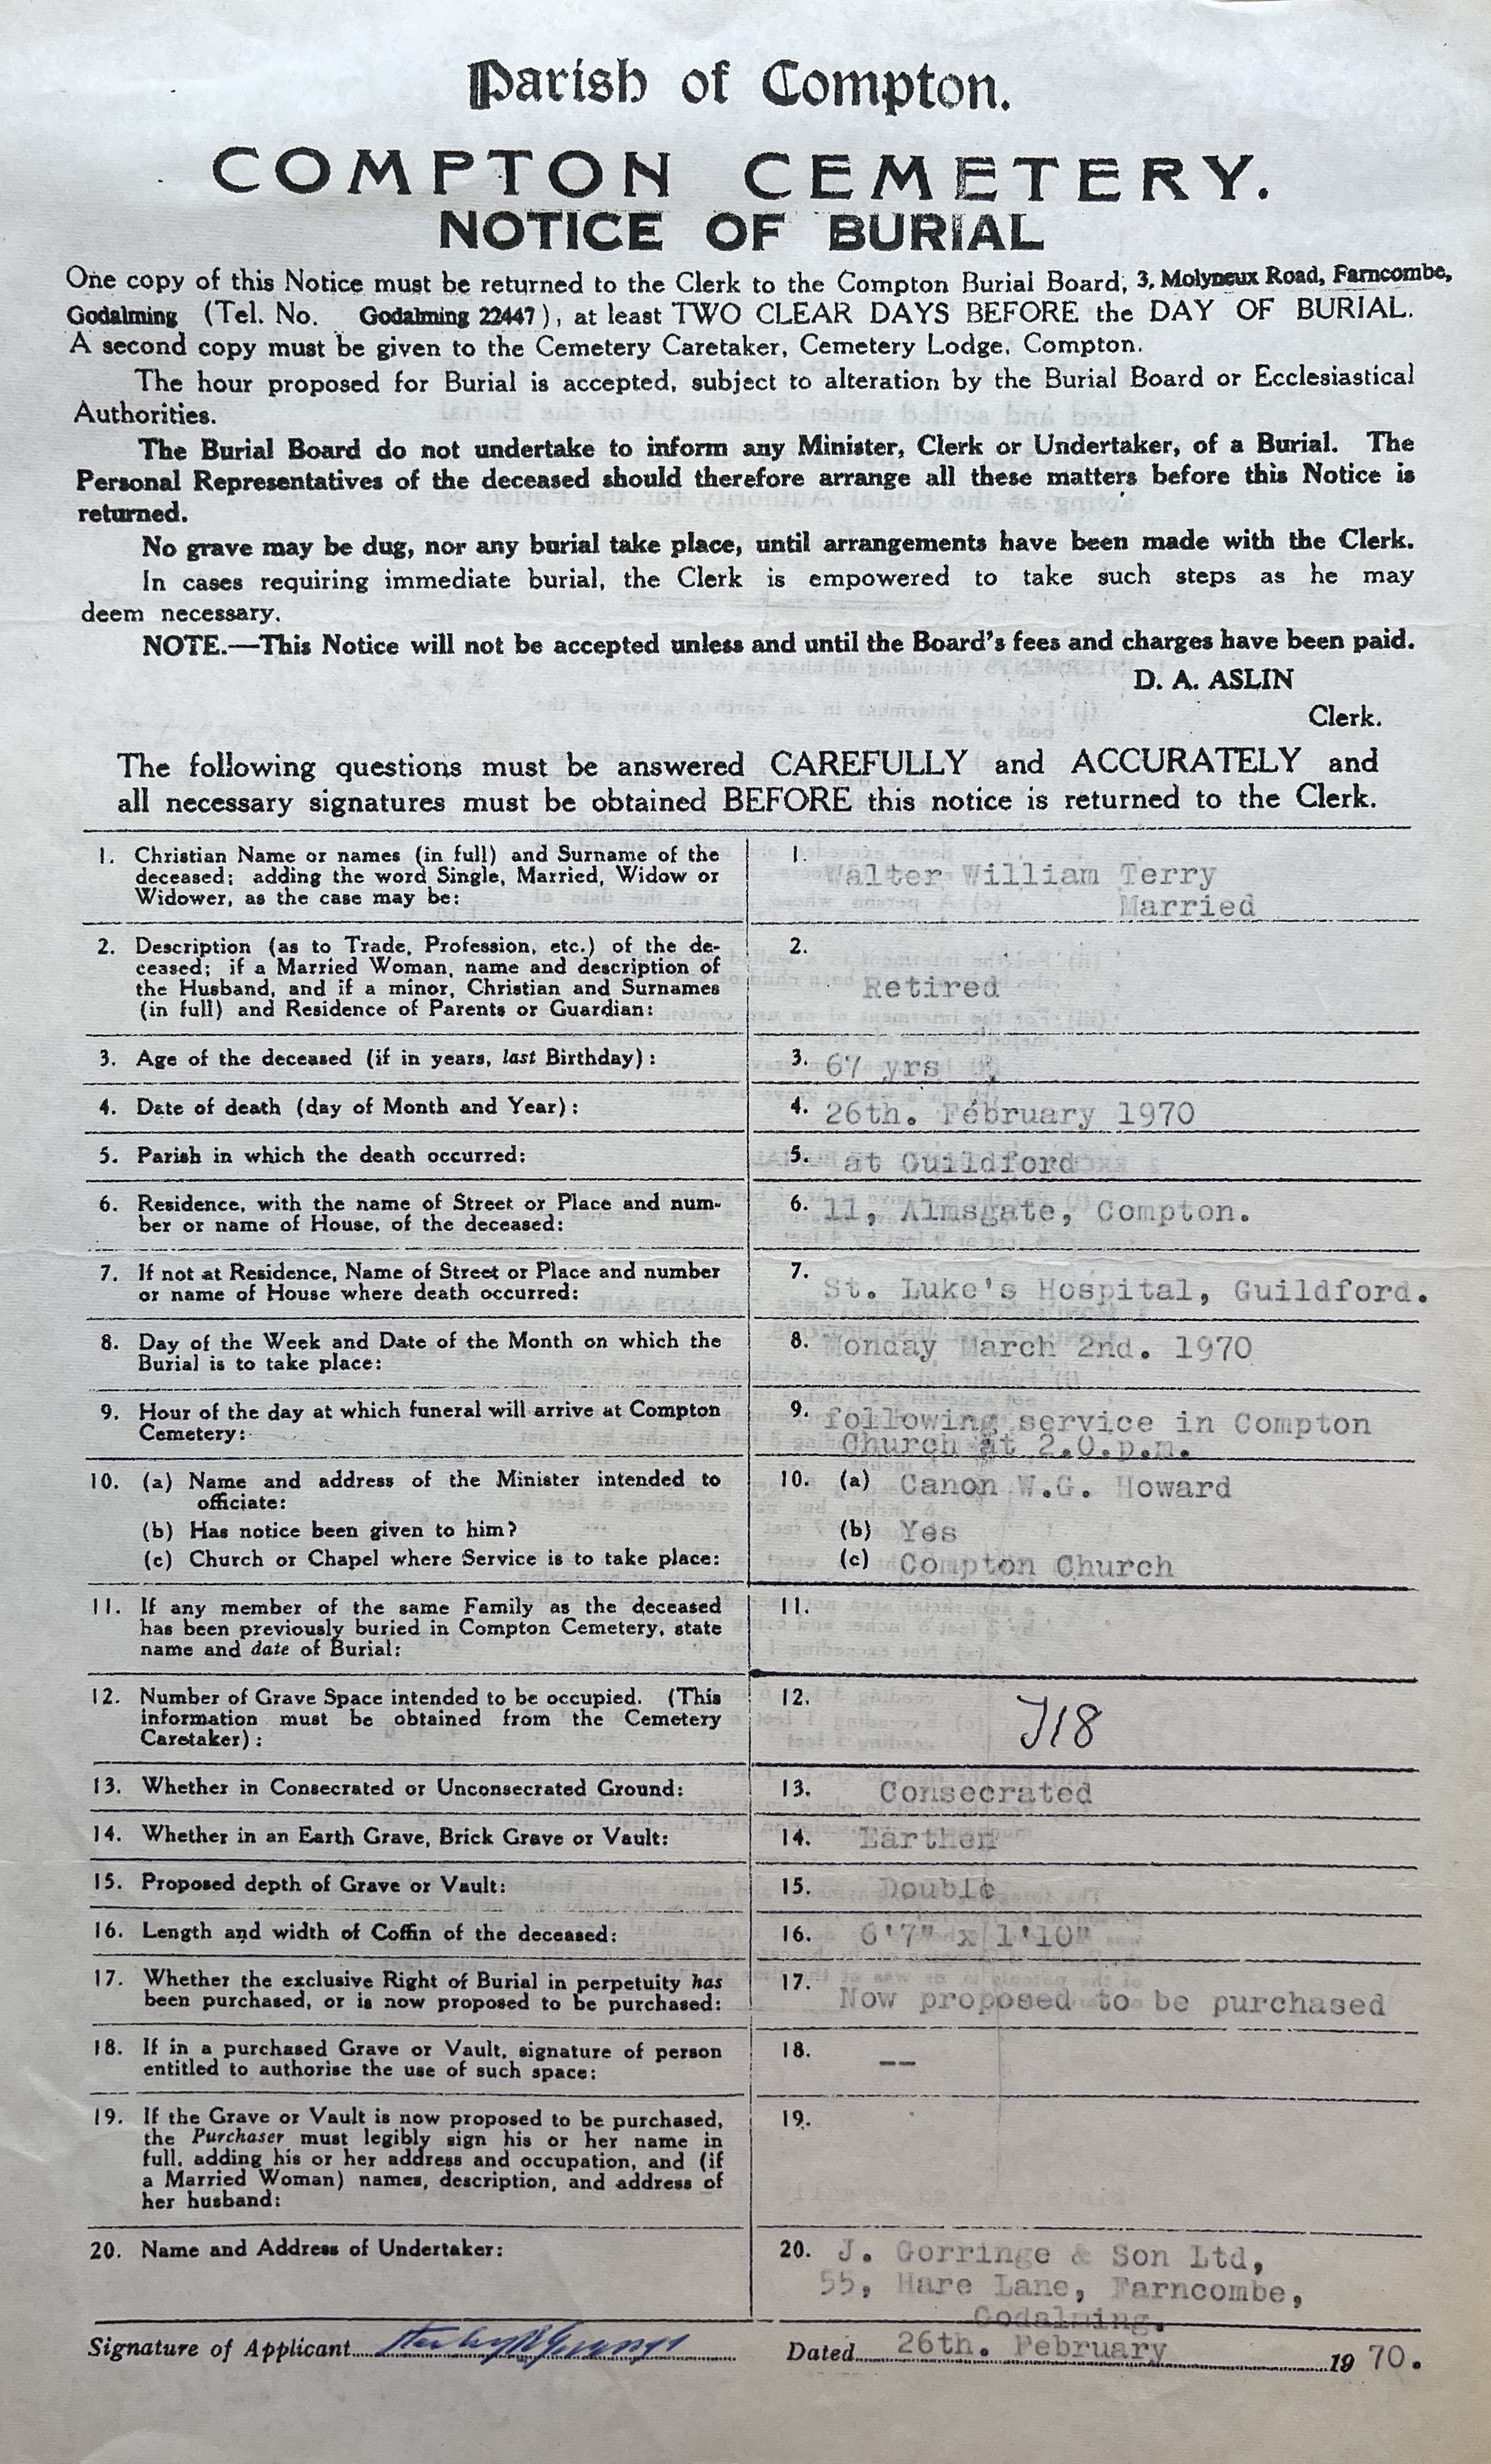 Parish of Compton.
COMPTON CEMETERY.
NOTICE OF BURIAL
One copy of this Notice must be returned to the Clerk to the Compton Burial Board, 3, Molyneux Road, Farncombe,
Godalming (Tel. No. Godalming 22447), at least TWO CLEAR DAYS BEFORE the DAY OF BURIAL.
A second copy must be given to the Cemetery Caretaker, Cemetery Lodge, Compton.
The hour proposed for Burial is accepted, subject to alteration by the Burial Board or Ecclesiastical
Authorities.
The Burial Board do not undertake to inform any Minister, Clerk or Undertaker, of a Burial. The
Personal Representatives of the deceased should therefore arrange all these matters before this Notice is
returned.
No grave may be dug, nor any burial take place, until arrangements have been made with the Clerk.
In cases requiring immediate burial, the Clerk is empowered to take such steps as he may
deem necessary.
NOTE.—This Notice will not be accepted unless and until the Board's fees and charges have been paid.
D. A. ASLIN
Clerk.
The following questions must be answered CAREFULLY and ACCURATELY and
all necessary signatures must be obtained BEFORE this notice is returned to the Clerk.
1. Christian Name or names (in full) and Surname of the
deceased; adding the word Single, Married, Widow or
Widower, as the case may be:
1. Walter William Terry
Married
2. Description (as to Trade, Profession, etc.) of the de-
ceased; if a Married Woman, name and description of
the Husband, and if a minor, Christian and Surnames
(in full) and Residence of Parents or Guardian:
2. Retired
3. Age of the deceased (if in years, last Birthday):
3. 67 yrs
4. Date of death (day of Month and Year):
4. 26th. February 1970
5. Parish in which the death occurred:
5. at Guildford
6. Residence, with the name of Street or Place and num-
ber or name of House, of the deceased:
6. 11, Almsgate, Compton.
7. If not at Residence, Name of Street or Place and number
or name of House where death occurred:
7. St. Luke's Hospital, Guildford.
8. Day of the Week and Date of the Month on which the
Burial is to take place:
8. Monday March 2nd. 1970
9. Hour of the day at which funeral will arrive at Compton
Cemetery:
9. following service in Compton
Church at 2.0.p.m.
10. (a) Name and address of the Minister intended to
officiate:
(b) Has notice been given to him?
(c) Church or Chapel where Service is to take place:
10. (a) Canon W.G. Howard
(b) Yes
(c) Compton Church
11. If any member of the same Family as the deceased
has been previously buried in Compton Cemetery, state
name and date of Burial:
11.
12. Number of Grave Space intended to be occupied. (This
information must be obtained from the Cemetery
Caretaker):
12. J18
13. Whether in Consecrated or Unconsecrated Ground:
13. Consecrated
14. Whether in an Earth Grave, Brick Grave or Vault:
14. Earthen
15. Proposed depth of Grave or Vault:
15. Double
16. Length and width of Coffin of the deceased:
16. 6'7" x 1'10"
17. Whether the exclusive Right of Burial in perpetuity has
been purchased, or is now proposed to be purchased:
17. Now proposed to be purchased
18. If in a purchased Grave or Vault, signature of person
entitled to authorise the use of such space:
18. --
19. If the Grave or Vault is now proposed to be purchased,
the Purchaser must legibly sign his or her name in
full, adding his or her address and occupation, and (if
a Married Woman) names, description, and address of
her husband:
19.
20. Name and Address of Undertaker:
20. J. Gorringe & Son Ltd,
55, Hare Lane, Farncombe,
Godalming.
Signature of Applicant
Dated 26th. February 1970.